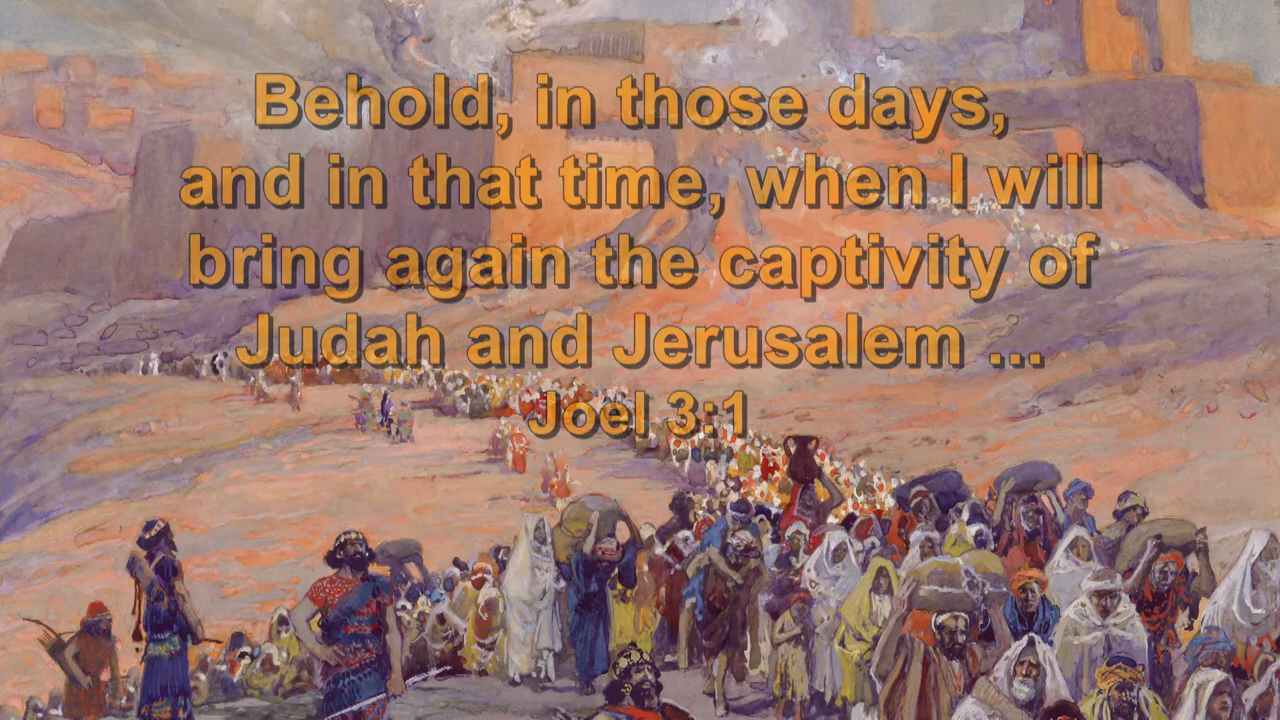 Behold, in those days,
and in that time, when I will
bring again the captivity of
Judah and Jerusalem ...
Joel 3:1